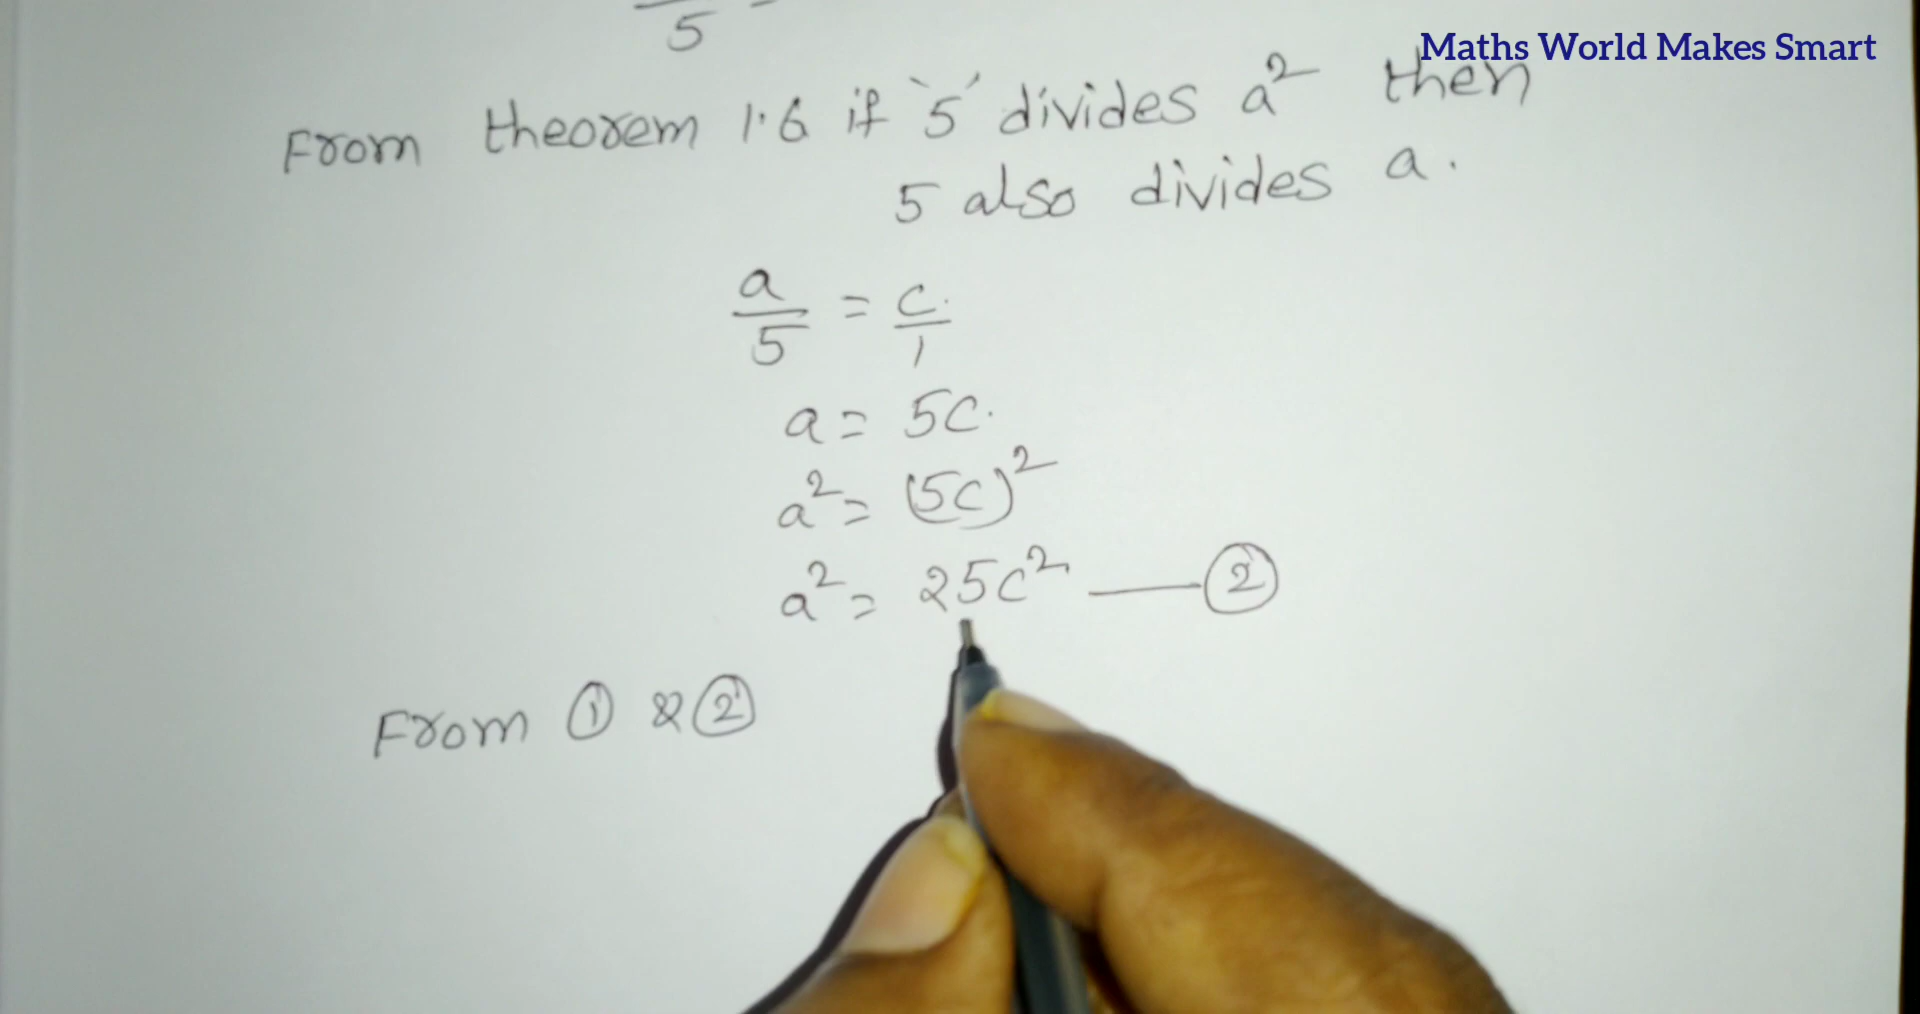 5
Maths World Makes Smart
From theorem 1.6 if '5' divides a² then
5 also divides a.
a/5 = c/1
a = 5c.
a² = (5c)²
a² = 25c² —— ②
From ① & ②